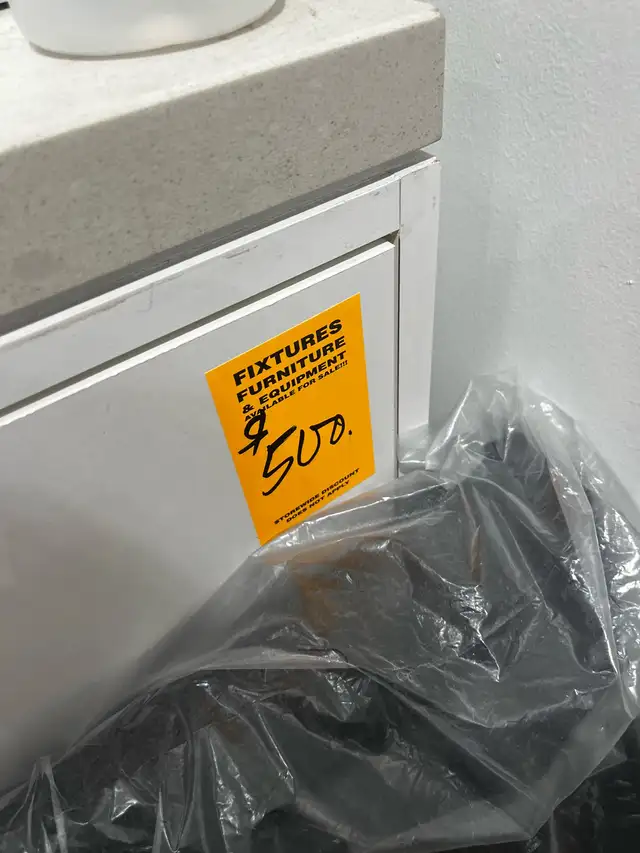 FIXTURES
FURNITURE
& EQUIPMENT
AVAILABLE FOR SALE!!!
$500.
STOREWIDE DISCOUNT
DOES NOT APPLY